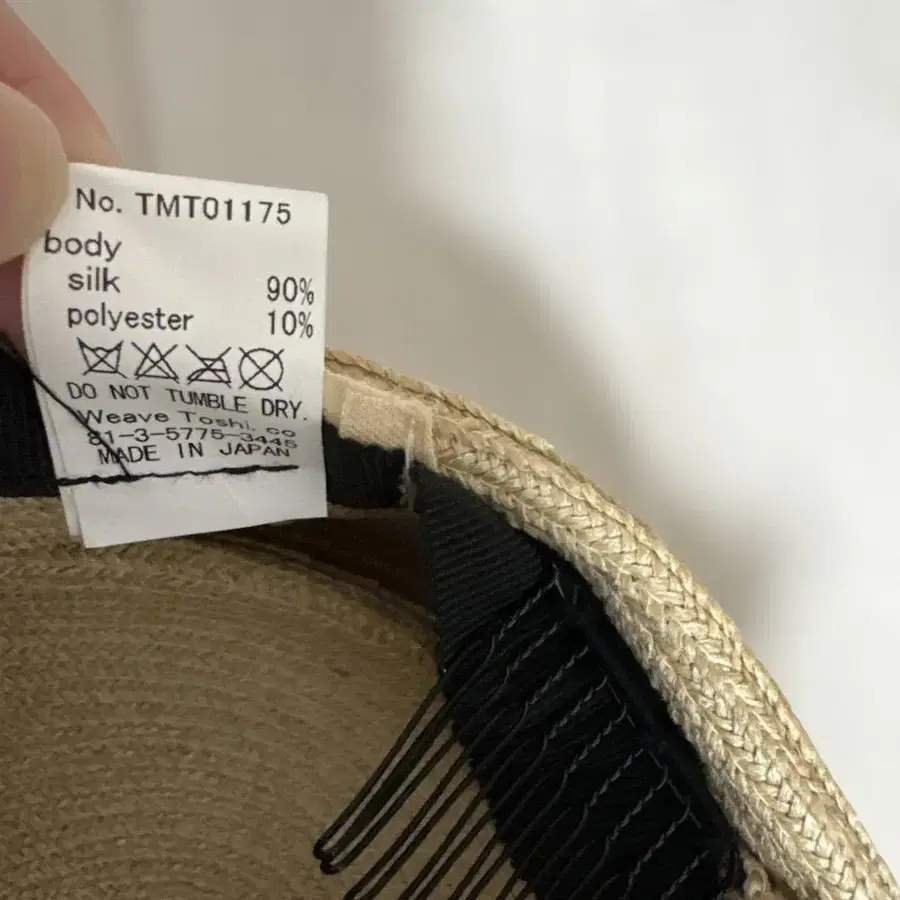 No. TMT01175
body
silk 90%
polyester 10%
DO NOT TUMBLE DRY.
Weave Toshi. co
81-3-5775-3445
MADE IN JAPAN